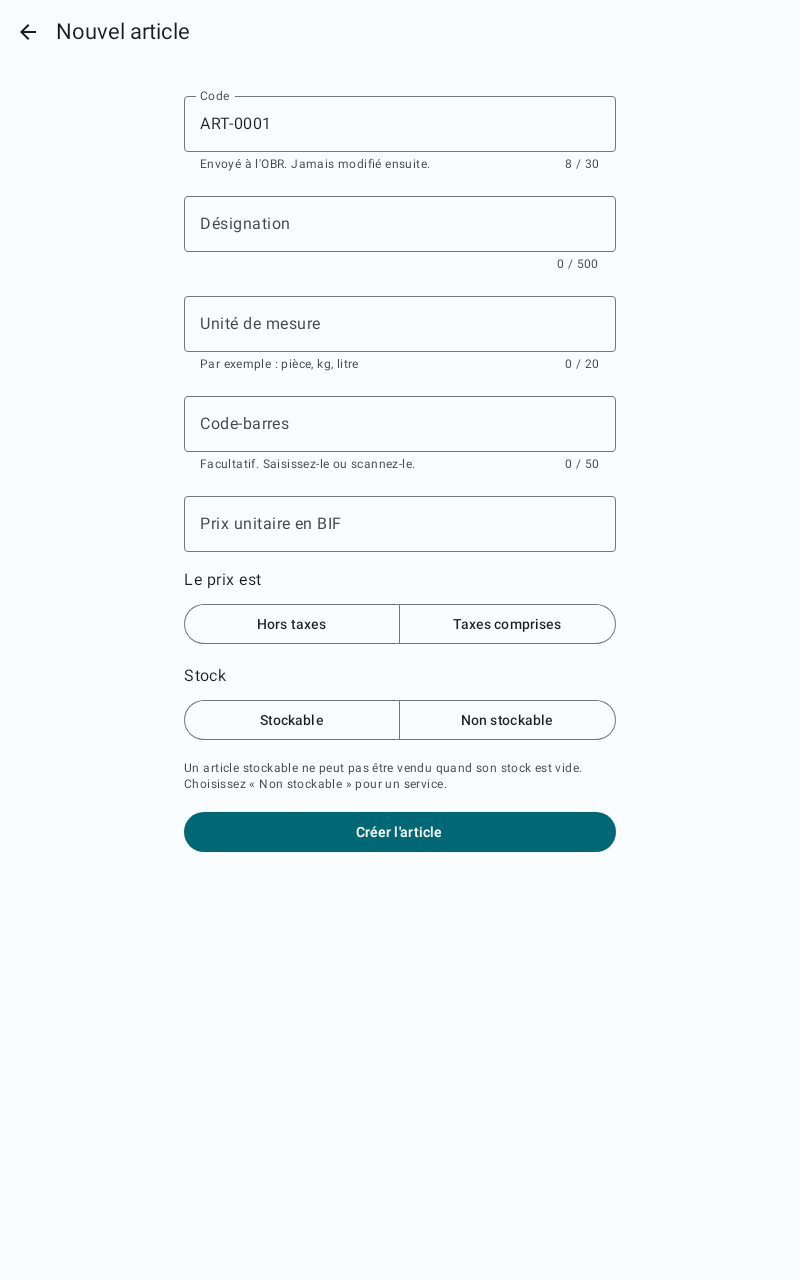 Nouvel article
Code
ART-0001
Envoyé à l'OBR. Jamais modifié ensuite. 8 / 30
Désignation
0 / 500
Unité de mesure
Par exemple : pièce, kg, litre 0 / 20
Code-barres
Facultatif. Saisissez-le ou scannez-le. 0 / 50
Prix unitaire en BIF
Le prix est
Hors taxes Taxes comprises
Stock
Stockable Non stockable
Un article stockable ne peut pas être vendu quand son stock est vide.
Choisissez « Non stockable » pour un service.
Créer l'article